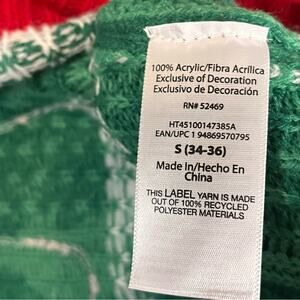 100% Acrylic/Fibra Acrílica
Exclusive of Decoration
Exclusivo de Decoración
RN# 52469
HT45100147385A
EAN/UPC 1 94869570795
S (34-36)
Made In/Hecho En
China
THIS LABEL YARN IS MADE
OUT OF 100% RECYCLED
POLYESTER MATERIALS